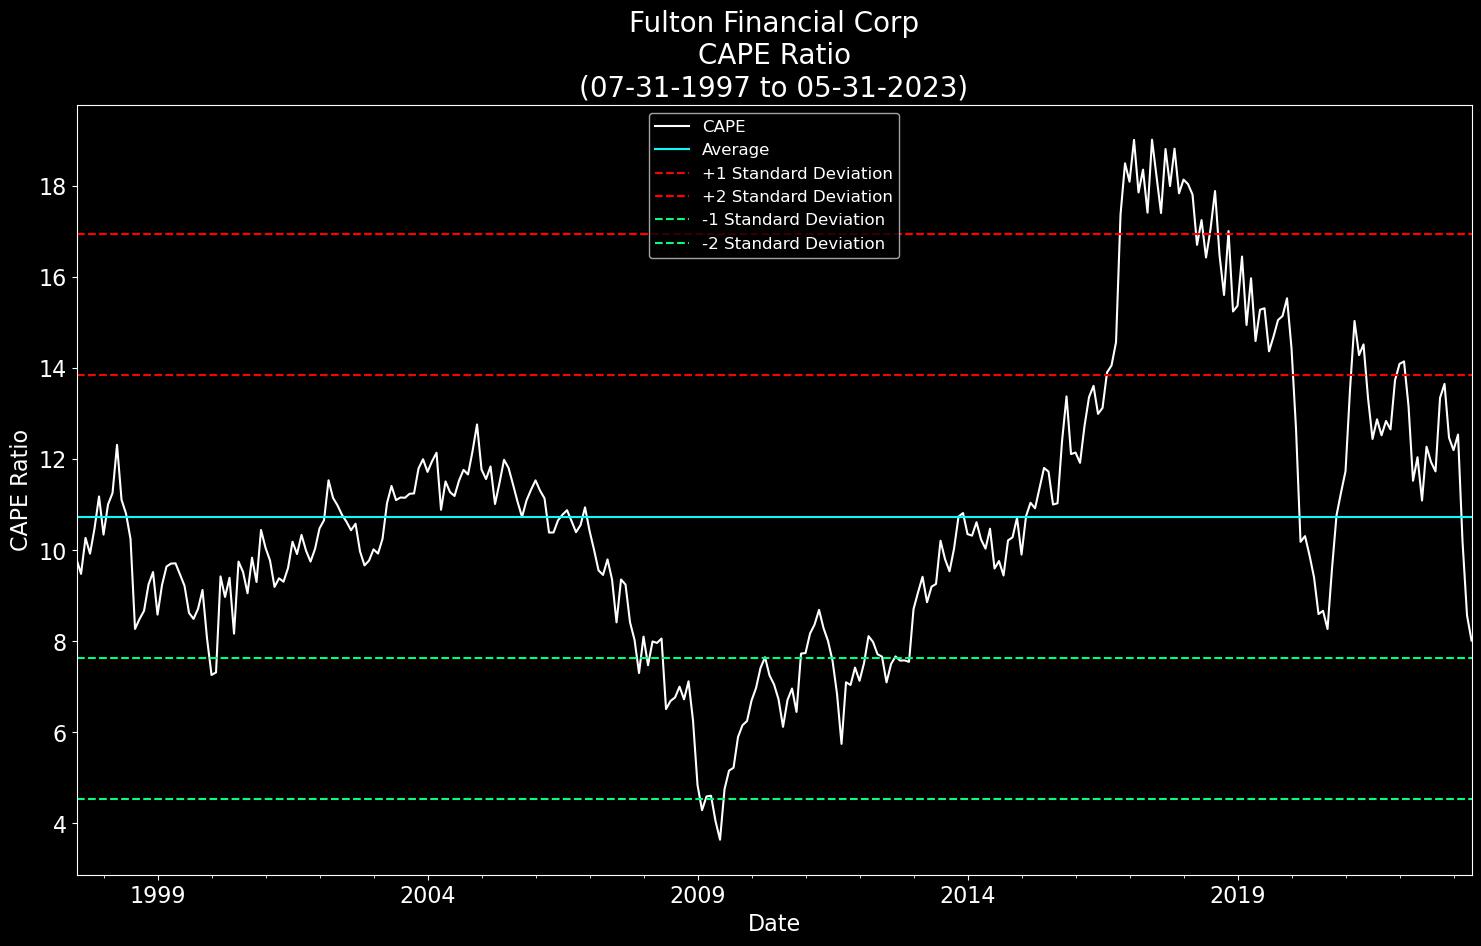 Fulton Financial Corp
CAPE Ratio
(07-31-1997 to 05-31-2023)
CAPE
Average
+1 Standard Deviation
+2 Standard Deviation
-1 Standard Deviation
-2 Standard Deviation
CAPE Ratio
18
16
14
12
10
8
6
4
1999 2004 2009 2014 2019
Date